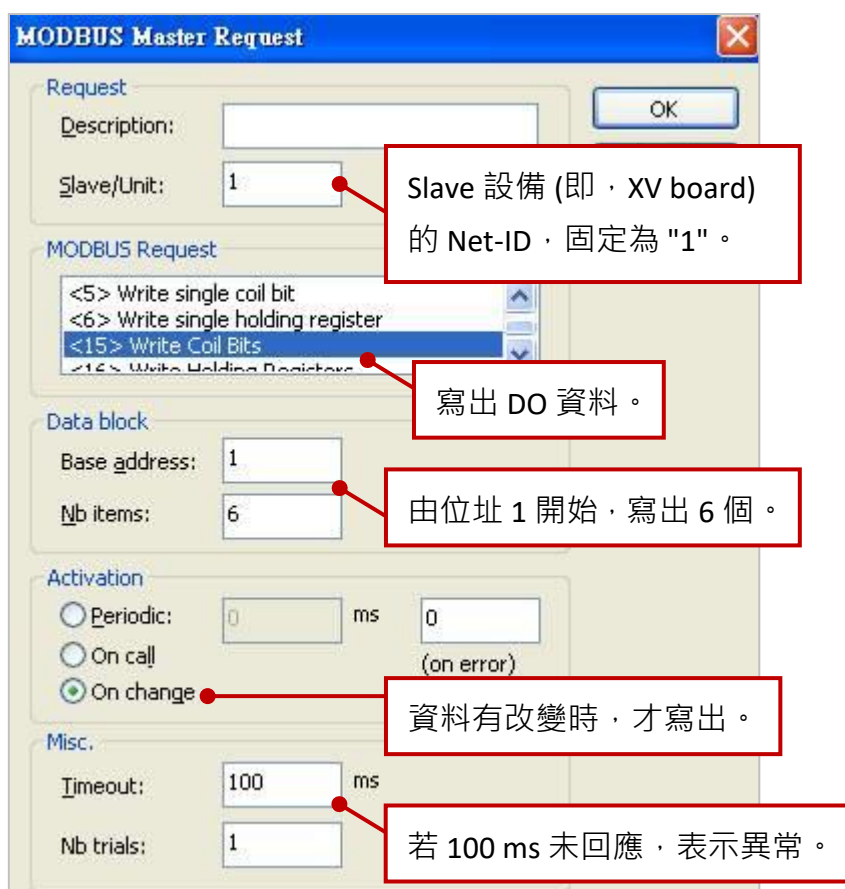 MODBUS Master Request
Request
OK
Description:
Slave/Unit:
1
Slave 設備 (即，XV board)
的 Net-ID，固定為 "1"。
MODBUS Request
<5> Write single coil bit
<6> Write single holding register
<15> Write Coil Bits
<16> Write Holding Registers
寫出 DO 資料。
Data block
Base address:
1
Nb items:
6
由位址 1 開始，寫出 6 個。
Activation
Periodic:
0
ms
0
On call
(on error)
On change
資料有改變時，才寫出。
Misc.
Timeout:
100
ms
Nb trials:
1
若 100 ms 未回應，表示異常。